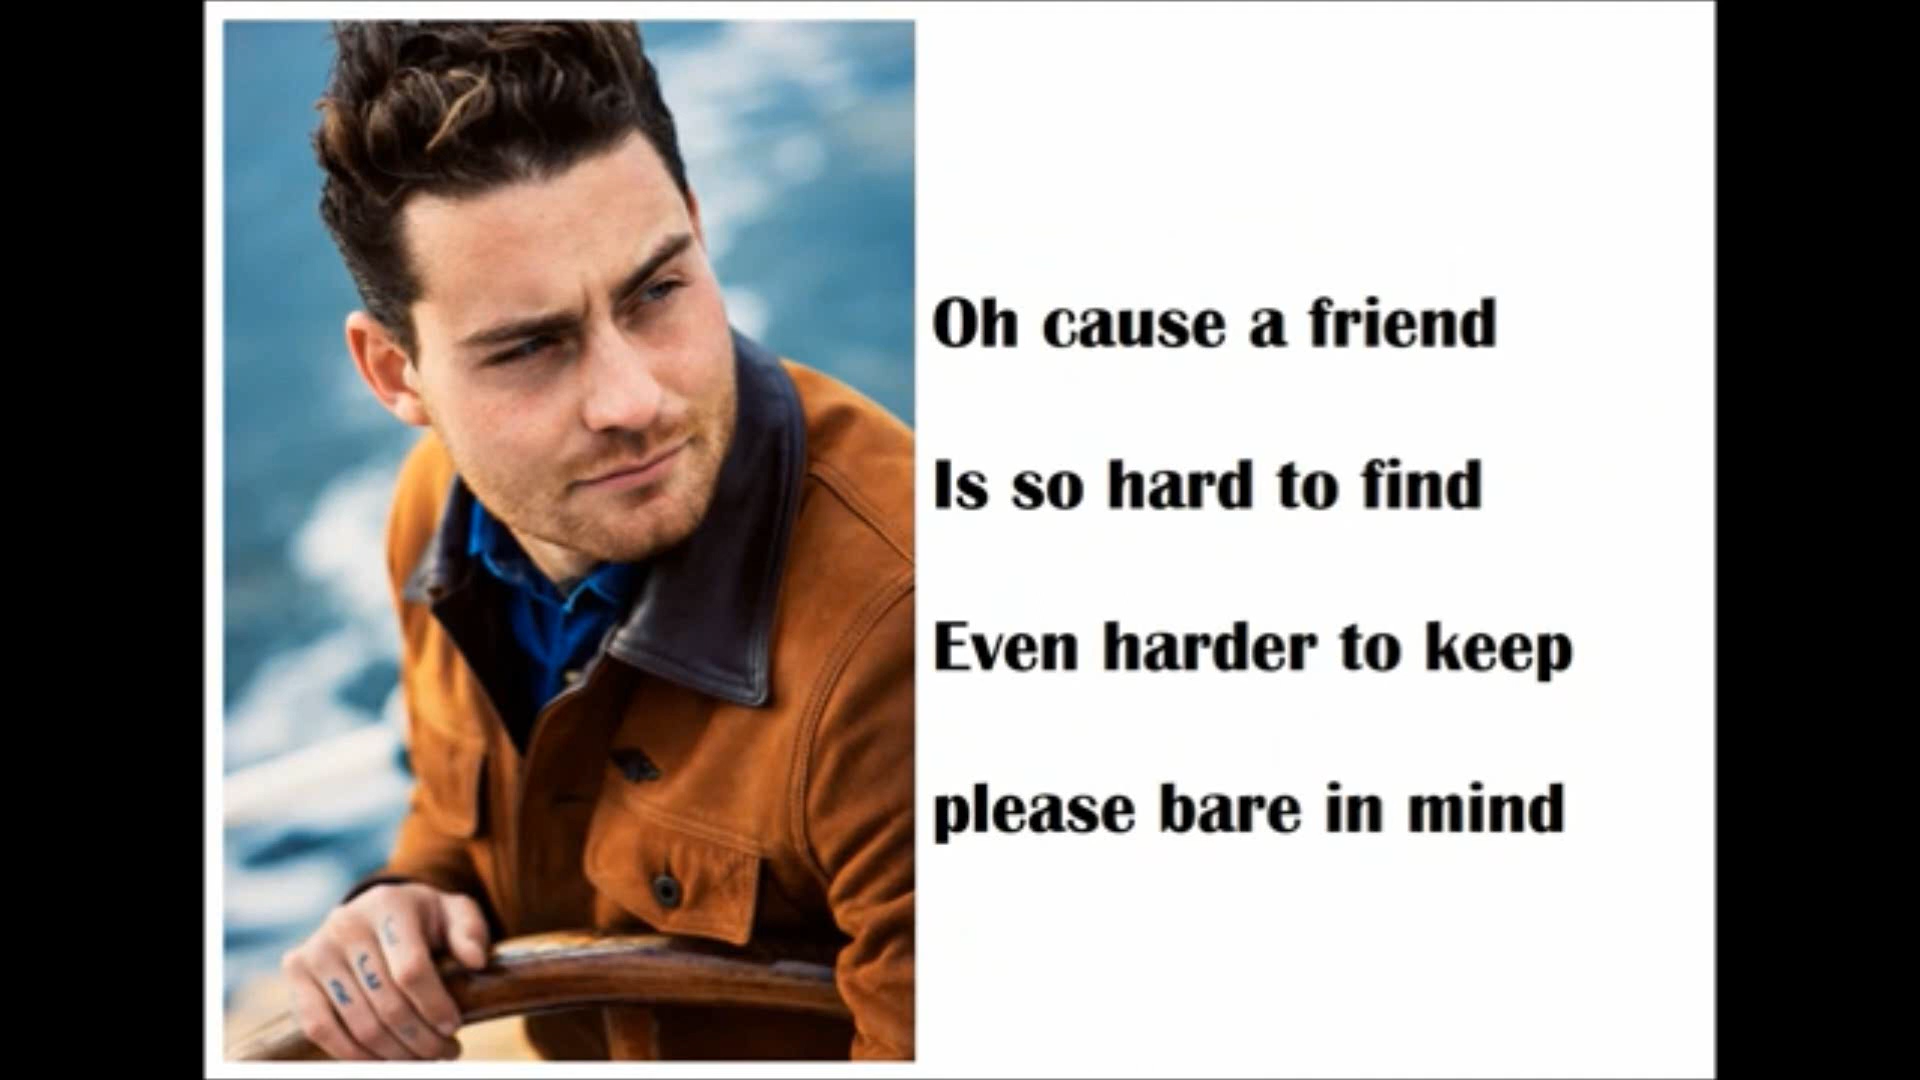 Oh cause a friend
Is so hard to find
Even harder to keep
please bare in mind